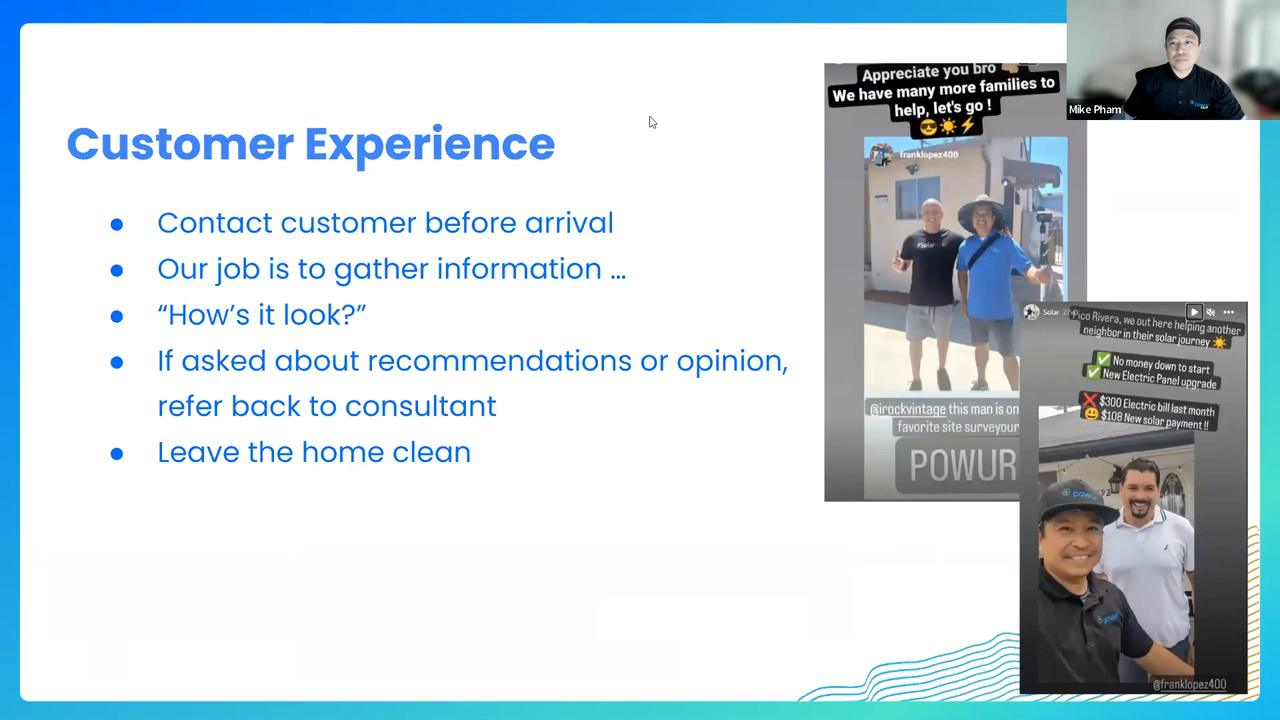 Customer Experience
● Contact customer before arrival
● Our job is to gather information ...
● “How’s it look?”
● If asked about recommendations or opinion,
refer back to consultant
● Leave the home clean
Appreciate you bro
We have many more families to
help, let's go !
😎☀️⚡
franklopez400
#Solar
@irockvintage this man is on
favorite site surveyour
POWUR
Mike Pham
Solar
Pico Rivera, we out here helping another
neighbor in their solar journey ☀️
✅ No money down to start
✅ New Electric Panel upgrade
❌ $300 Electric bill last month
😃 $108 New solar payment !!
powur
@franklopez400